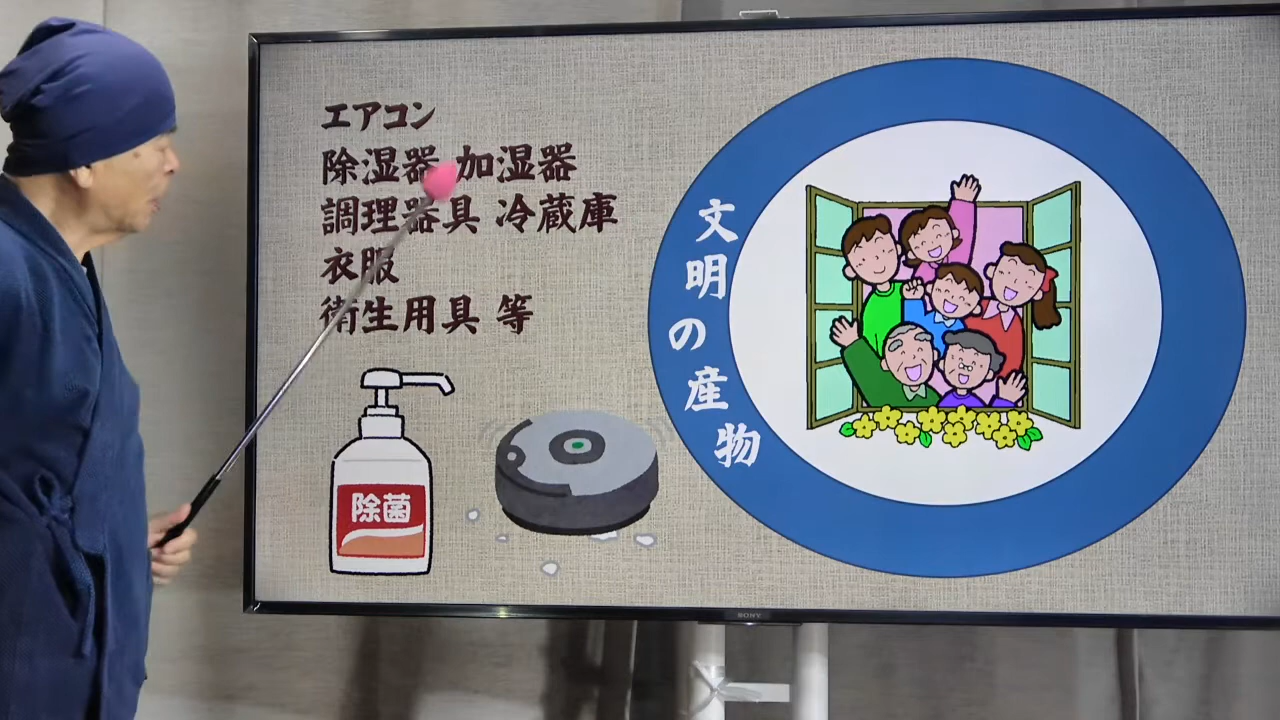 エアコン
除湿器 加湿器
調理器具 冷蔵庫
衣服
衛生用具 等
除菌
文明の産物
SONY